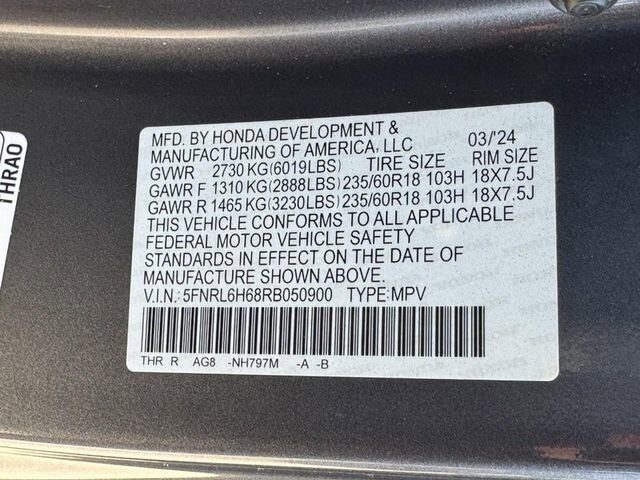 MFD. BY HONDA DEVELOPMENT &
MANUFACTURING OF AMERICA, LLC 03/'24
GVWR 2730 KG(6019LBS) TIRE SIZE RIM SIZE
GAWR F 1310 KG(2888LBS) 235/60R18 103H 18X7.5J
GAWR R 1465 KG(3230LBS) 235/60R18 103H 18X7.5J
THIS VEHICLE CONFORMS TO ALL APPLICABLE
FEDERAL MOTOR VEHICLE SAFETY
STANDARDS IN EFFECT ON THE DATE OF
MANUFACTURE SHOWN ABOVE.
V.I.N.: 5FNRL6H68RB050900 TYPE:MPV
THR R AG8 -NH797M -A -B
THRA0